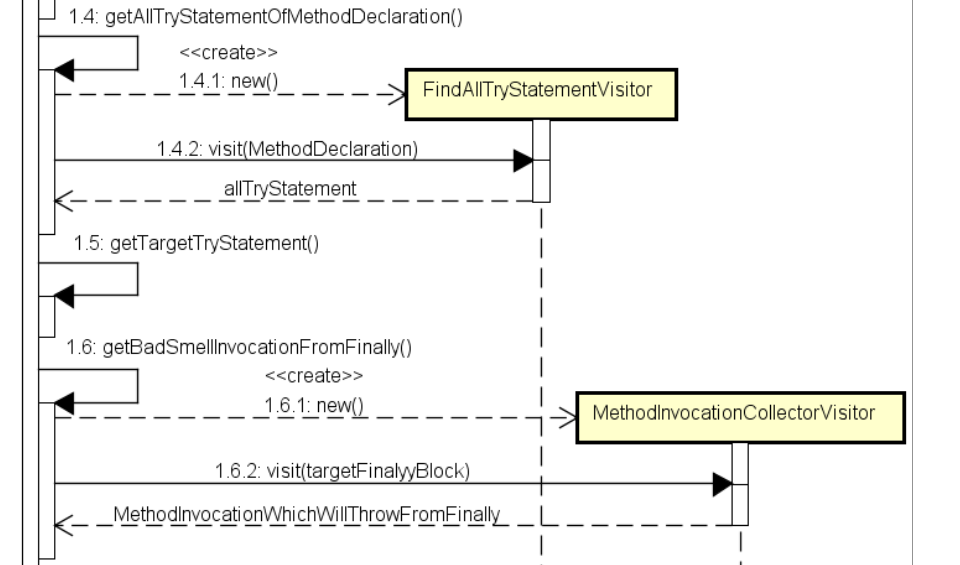 1.4: getAllTryStatementOfMethodDeclaration()
<<create>>
1.4.1: new()
FindAllTryStatementVisitor
1.4.2: visit(MethodDeclaration)
allTryStatement
1.5: getTargetTryStatement()
1.6: getBadSmellInvocationFromFinally()
<<create>>
1.6.1: new()
MethodInvocationCollectorVisitor
1.6.2: visit(targetFinalyyBlock)
MethodInvocationWhichWillThrowFromFinally